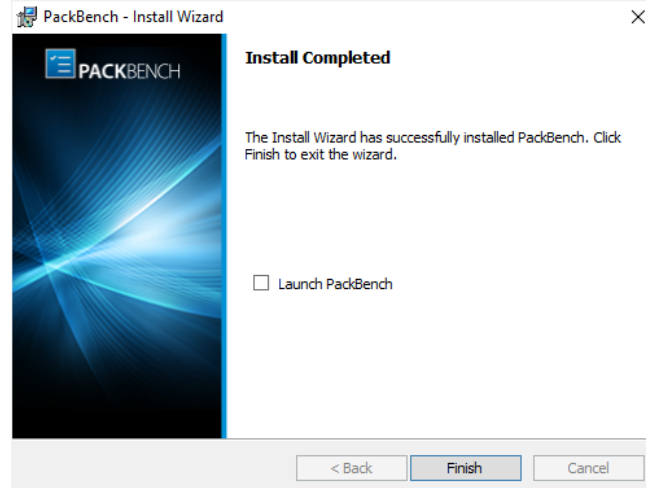 PackBench - Install Wizard
PACKBENCH
Install Completed
The Install Wizard has successfully installed PackBench. Click
Finish to exit the wizard.
Launch PackBench
< Back
Finish
Cancel